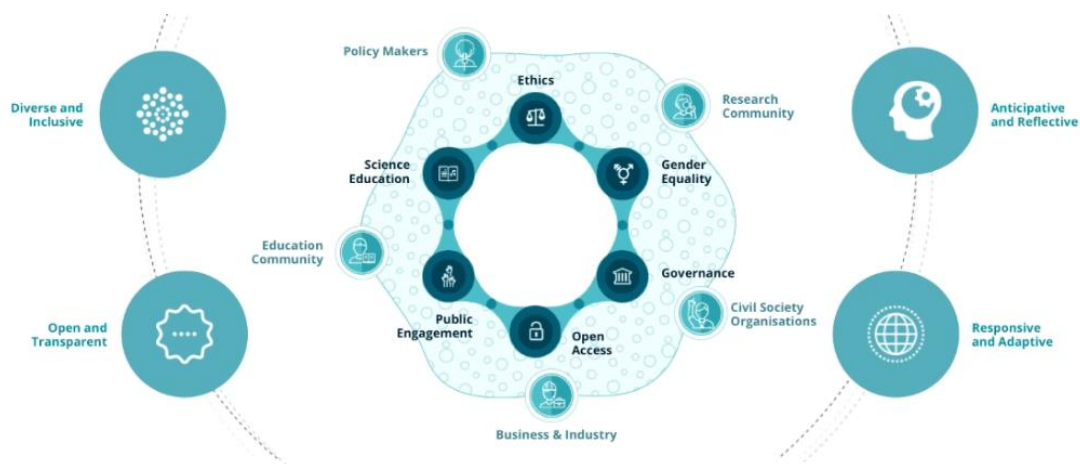 Policy Makers
Ethics
Research
Community
Diverse and
Inclusive
Anticipative
and Reflective
Science
Education
Gender
Equality
Education
Community
Governance
Civil Society
Organisations
Public
Engagement
Open
Access
Open and
Transparent
Responsive
and Adaptive
Business & Industry